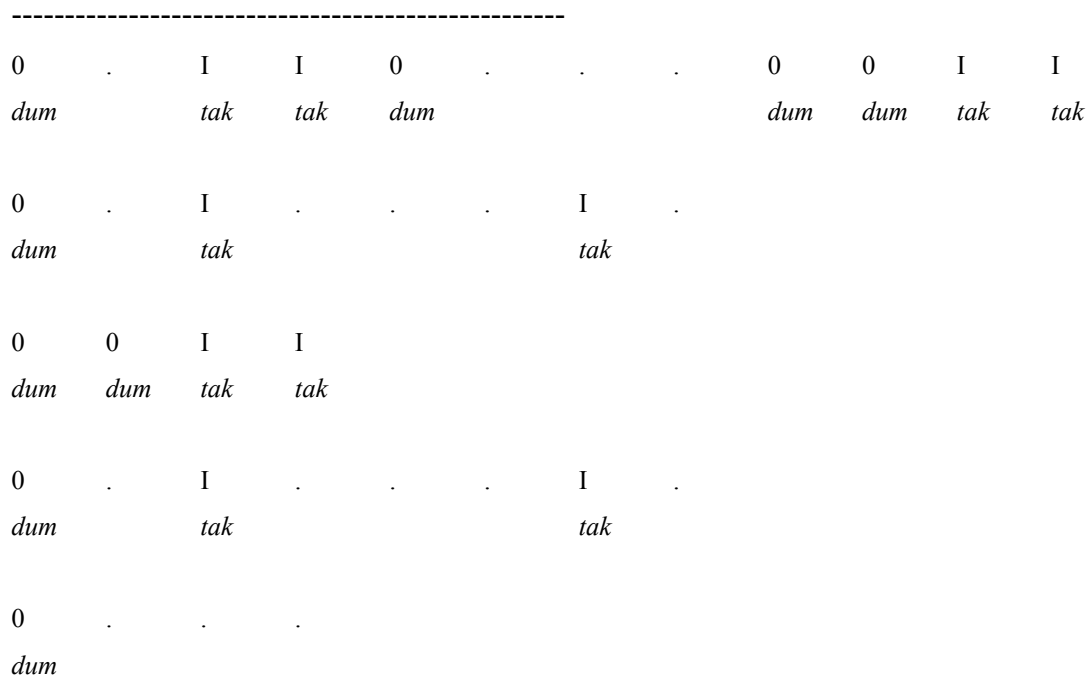 ----------------------------------------------------
0 . I I 0 . . . 0 0 I I
dum tak tak dum dum dum tak tak
0 . I . . . I .
dum tak tak
0 0 I I
dum dum tak tak
0 . I . . . I .
dum tak tak
0 . . .
dum